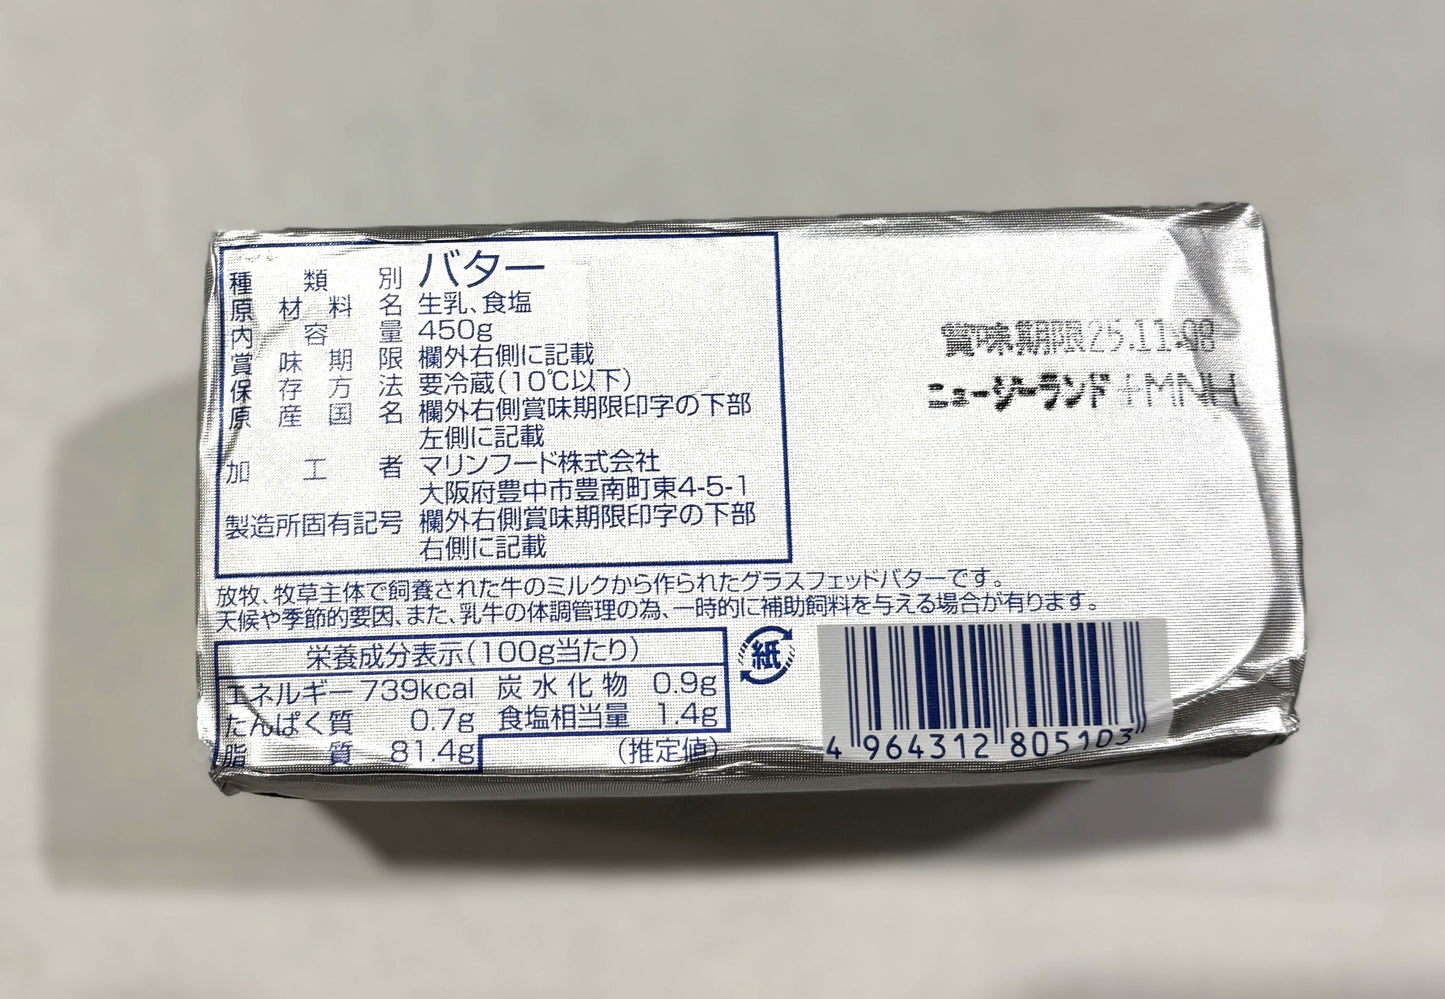 種類別 バター
原材料名 生乳、食塩
内容量 450g
賞味期限 欄外右側に記載
保存方法 要冷蔵(10℃以下)
原産国名 欄外右側賞味期限印字の下部
左側に記載
加工者 マリンフード株式会社
大阪府豊中市豊南町東4-5-1
製造所固有記号 欄外右側賞味期限印字の下部
右側に記載
賞味期限25.11.08
ニュージーランド +MNH
放牧、牧草主体で飼養された牛のミルクから作られたグラスフェッドバターです。
天候や季節的要因、また、乳牛の体調管理の為、一時的に補助飼料を与える場合が有ります。
栄養成分表示(100g当たり)
エネルギー 739kcal 炭水化物 0.9g
たんぱく質 0.7g 食塩相当量 1.4g
脂質 81.4g (推定値)
紙
4 964312 805103